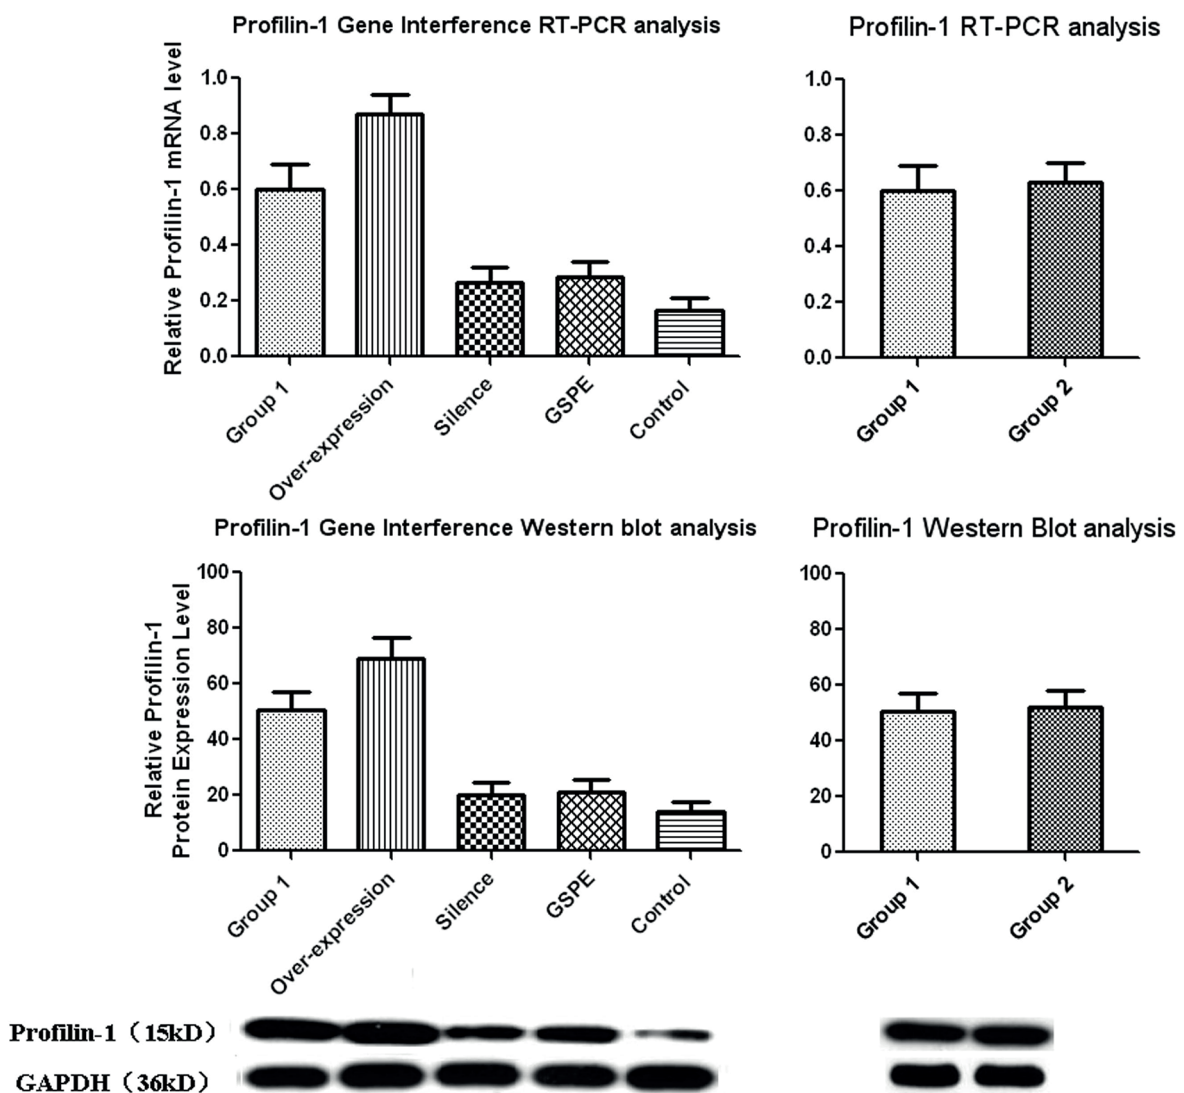 Profilin-1 Gene Interference RT-PCR analysis
Relative Profilin-1 mRNA level
1.0
0.8
0.6
0.4
0.2
0.0
Group 1
Over-expression
Silence
GSPE
Control
Profilin-1 RT-PCR analysis
1.0
0.8
0.6
0.4
0.2
0.0
Group 1
Group 2
Profilin-1 Gene Interference Western blot analysis
Relative Profilin-1
Protein Expression Level
100
80
60
40
20
0
Group 1
Over-expression
Silence
GSPE
Control
Profilin-1 Western Blot analysis
100
80
60
40
20
0
Group 1
Group 2
Profilin-1（15kD）
GAPDH（36kD）